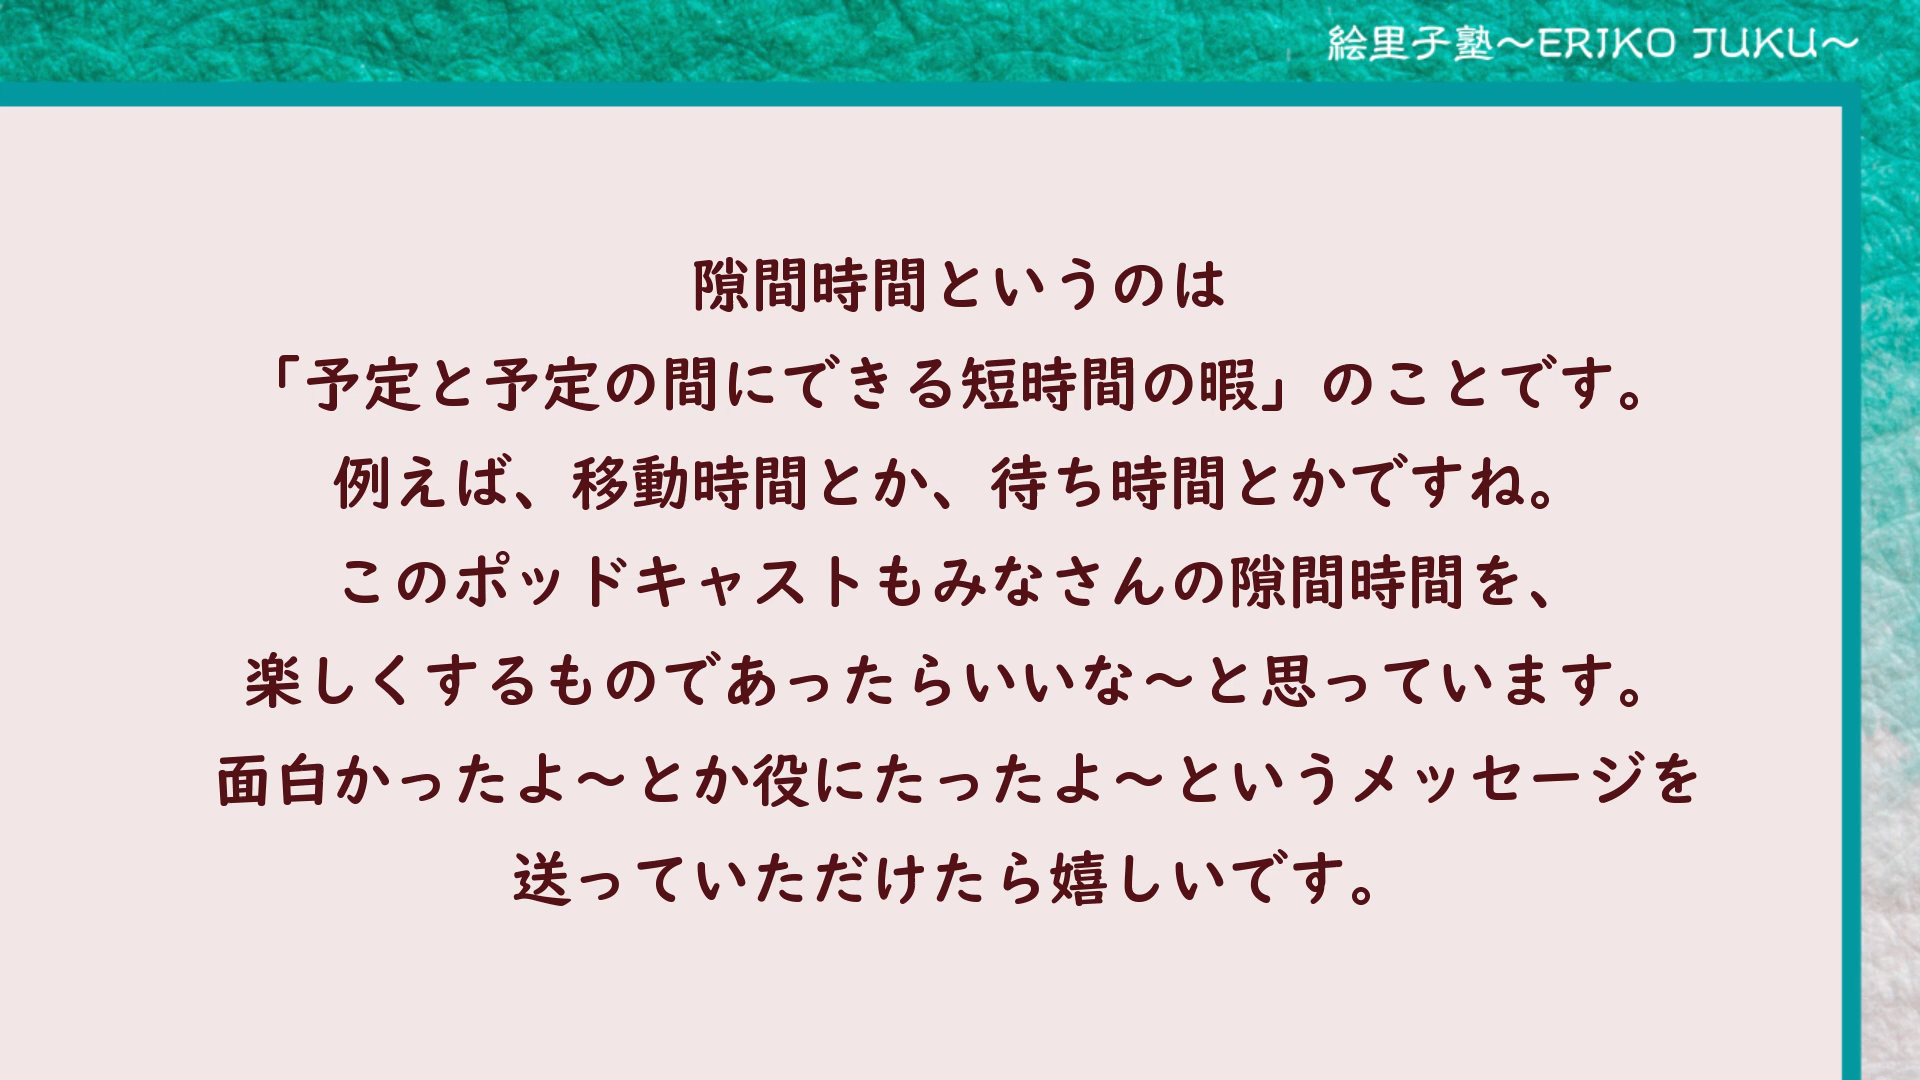 絵里子塾〜ERIKO JUKU〜
隙間時間というのは
「予定と予定の間にできる短時間の暇」のことです。
例えば、移動時間とか、待ち時間とかですね。
このポッドキャストもみなさんの隙間時間を、
楽しくするものであったらいいな〜と思っています。
面白かったよ〜とか役にたったよ〜というメッセージを
送っていただけたら嬉しいです。